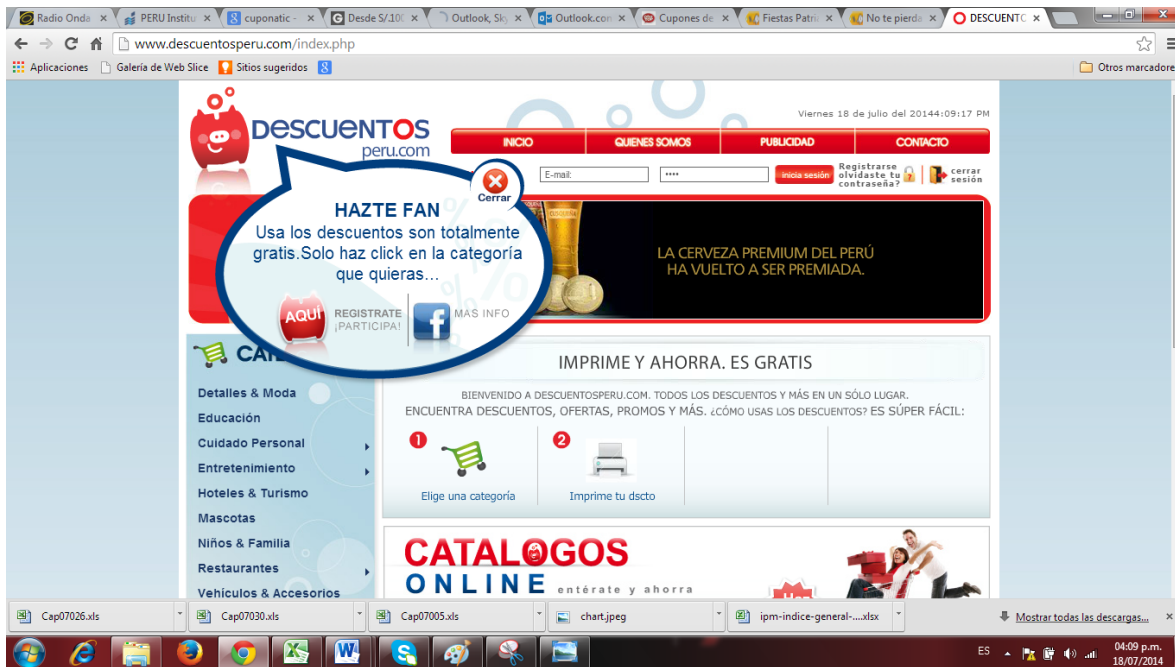 Radio Onda
PERU Institu
cuponatic -
Desde S/.100
Outlook, Sky
Outlook.com
Cupones de
Fiestas Patri
No te pierda
DESCUENTO
www.descuentosperu.com/index.php
Aplicaciones
Galería de Web Slice
Sitios sugeridos
Otros marcadore
Viernes 18 de julio del 20144:09:17 PM
DESCUENTOS
peru.com
INICIO
QUIENES SOMOS
PUBLICIDAD
CONTACTO
E-mail:
••••
Inicia sesión
Registrarse
olvidaste tu
contraseña?
cerrar
sesión
Cerrar
HAZTE FAN
Usa los descuentos son totalmente
gratis.Solo haz click en la categoría
que quieras...
AQUÍ
REGISTRATE
¡PARTICIPA!
MAS INFO
LA CERVEZA PREMIUM DEL PERÚ
HA VUELTO A SER PREMIADA.
CATE
Detalles & Moda
Educación
Cuidado Personal
Entretenimiento
Hoteles & Turismo
Mascotas
Niños & Familia
Restaurantes
Vehiculos & Accesorios
IMPRIME Y AHORRA. ES GRATIS
BIENVENIDO A DESCUENTOSPERU.COM. TODOS LOS DESCUENTOS Y MÁS EN UN SÓLO LUGAR.
ENCUENTRA DESCUENTOS, OFERTAS, PROMOS Y MÁS. ¿CÓMO USAS LOS DESCUENTOS? ES SÚPER FÁCIL:
1
Elige una categoría
2
Imprime tu dscto
CATALOGOS
ONLINE entérate y ahorra
Cap07026.xls
Cap07030.xls
Cap07005.xls
chart.jpeg
ipm-indice-general-....xlsx
Mostrar todas las descargas...
ES
04:09 p.m.
18/07/2014